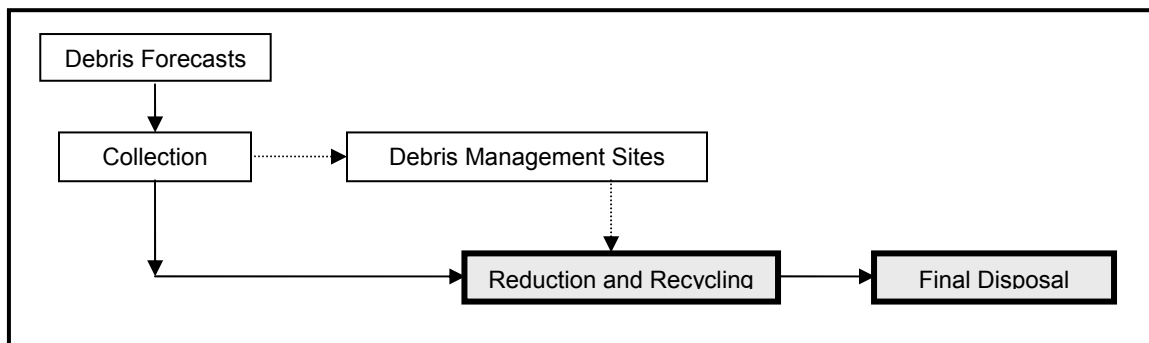 Debris Forecasts
Collection
Debris Management Sites
Reduction and Recycling
Final Disposal